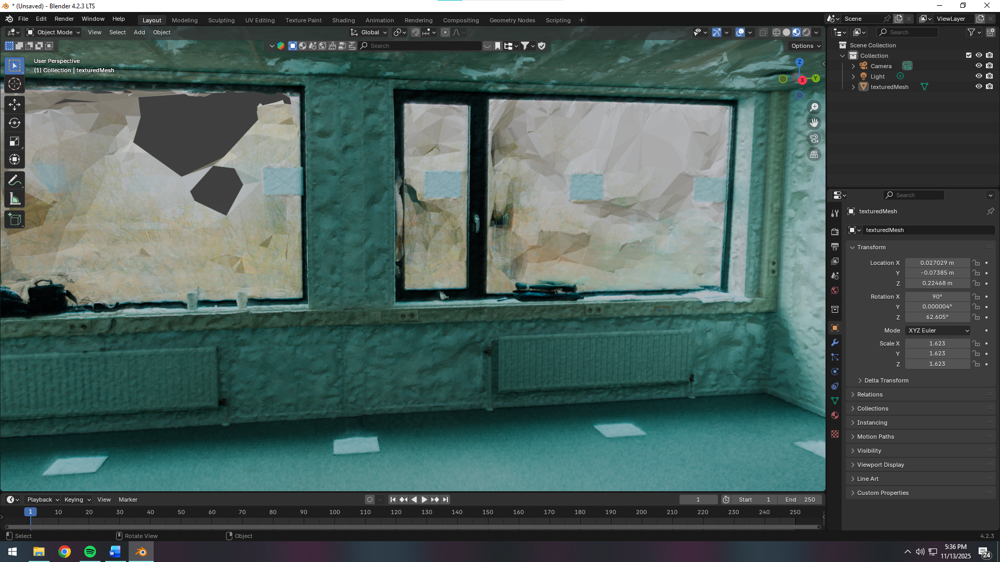 * (Unsaved) - Blender 4.2.3 LTS
File Edit Render Window Help
Layout Modeling Sculpting UV Editing Texture Paint Shading Animation Rendering Compositing Geometry Nodes Scripting +
Scene
ViewLayer
Object Mode View Select Add Object
Global
Search
Options
Search
User Perspective
(1) Collection | texturedMesh
Z
Y
X
Scene Collection
Collection
Camera
Light
texturedMesh
Search
texturedMesh
texturedMesh
Transform
Location X 0.027029 m
Y -0.07385 m
Z 0.22468 m
Rotation X 90°
Y 0.000004°
Z 62.605°
Mode XYZ Euler
Scale X 1.623
Y 1.623
Z 1.623
Delta Transform
Relations
Collections
Instancing
Motion Paths
Visibility
Viewport Display
Line Art
Custom Properties
Playback Keying View Marker
1 Start 1 End 250
1 10 20 30 40 50 60 70 80 90 100 110 120 130 140 150 160 170 180 190 200 210 220 230 240 250
Select Rotate View Object
4.2.3
5:36 PM
11/13/2025
24